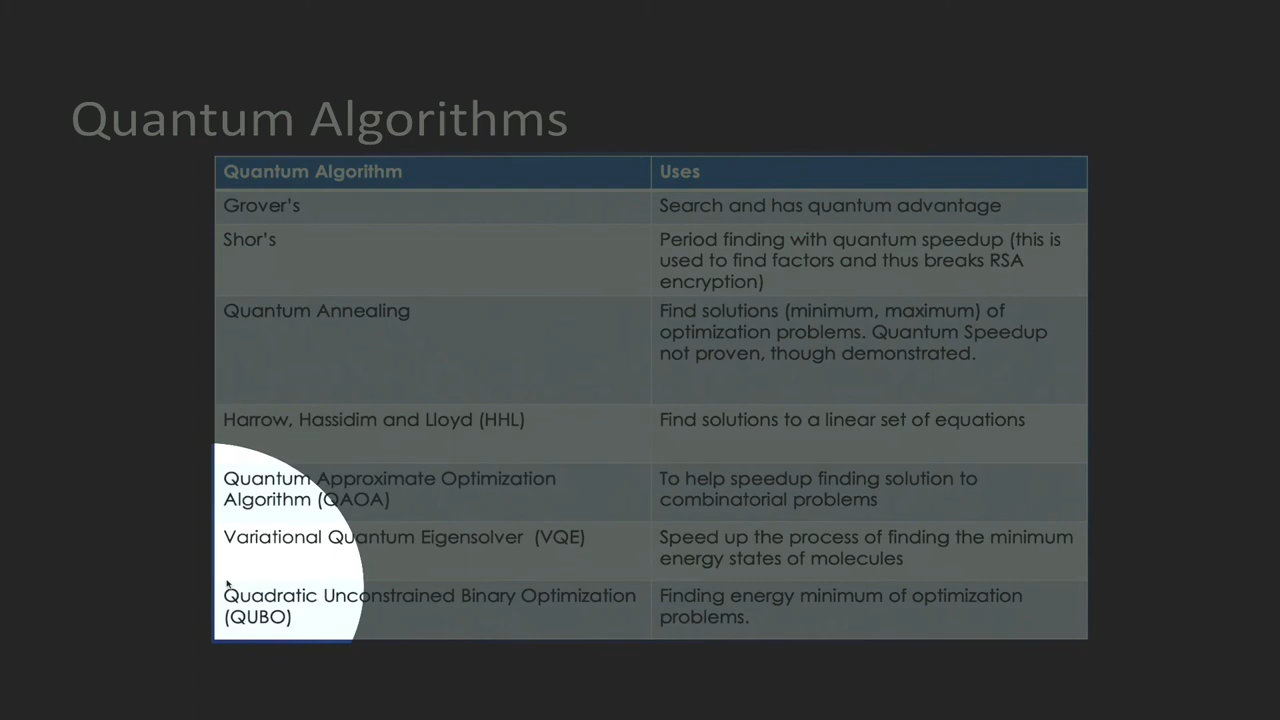 Quantum Algorithms
Quantum Algorithm
Uses
Grover's
Search and has quantum advantage
Shor's
Period finding with quantum speedup (this is
used to find factors and thus breaks RSA
encryption)
Quantum Annealing
Find solutions (minimum, maximum) of
optimization problems. Quantum Speedup
not proven, though demonstrated.
Harrow, Hassidim and Lloyd (HHL)
Find solutions to a linear set of equations
Quantum Approximate Optimization
Algorithm (QAOA)
To help speedup finding solution to
combinatorial problems
Variational Quantum Eigensolver (VQE)
Speed up the process of finding the minimum
energy states of molecules
Quadratic Unconstrained Binary Optimization
(QUBO)
Finding energy minimum of optimization
problems.